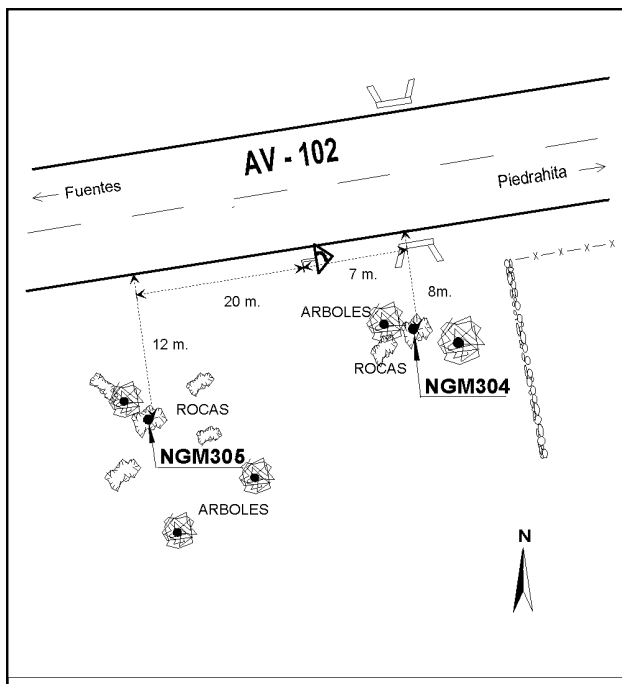 AV - 102
← Fuentes
Piedrahita →
7 m.
20 m.
8m.
ARBOLES
12 m.
ROCAS
NGM304
ROCAS
NGM305
ARBOLES
N